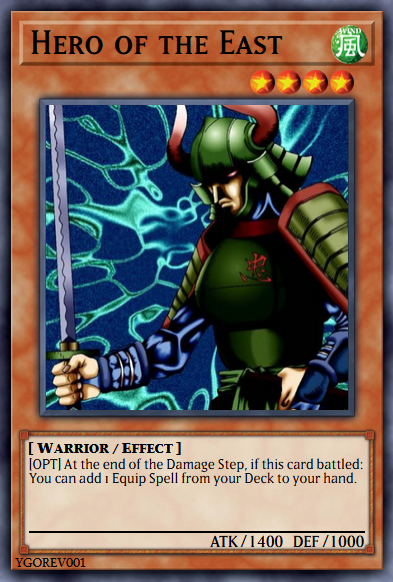 Hero of the East
WIND
風
[ Warrior / Effect ]
[OPT] At the end of the Damage Step, if this card battled:
You can add 1 Equip Spell from your Deck to your hand.
ATK/1400 DEF/1000
YGOREV001